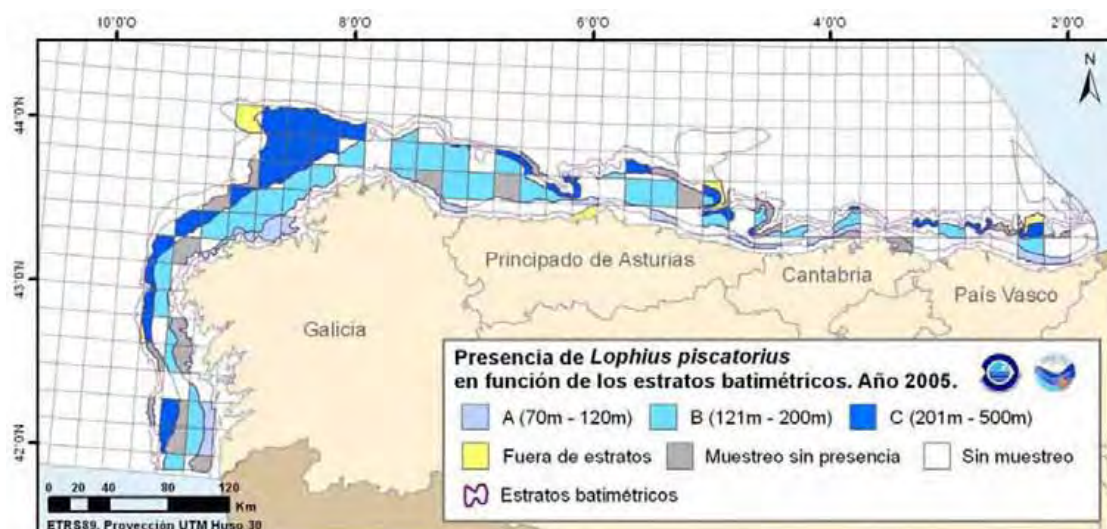 10°0'O 8°0'O 6°0'O 4°0'O 2°0'O
N
44°0'N
43°0'N
42°0'N
Principado de Asturias
Cantabria
País Vasco
Galicia
Presencia de Lophius piscatorius
en función de los estratos batimétricos. Año 2005.
A (70m - 120m) B (121m - 200m) C (201m - 500m)
Fuera de estratos Muestreo sin presencia Sin muestreo
Estratos batimétricos
0 20 40 80 120
Km
ETRS89. Proyección UTM Huso 30